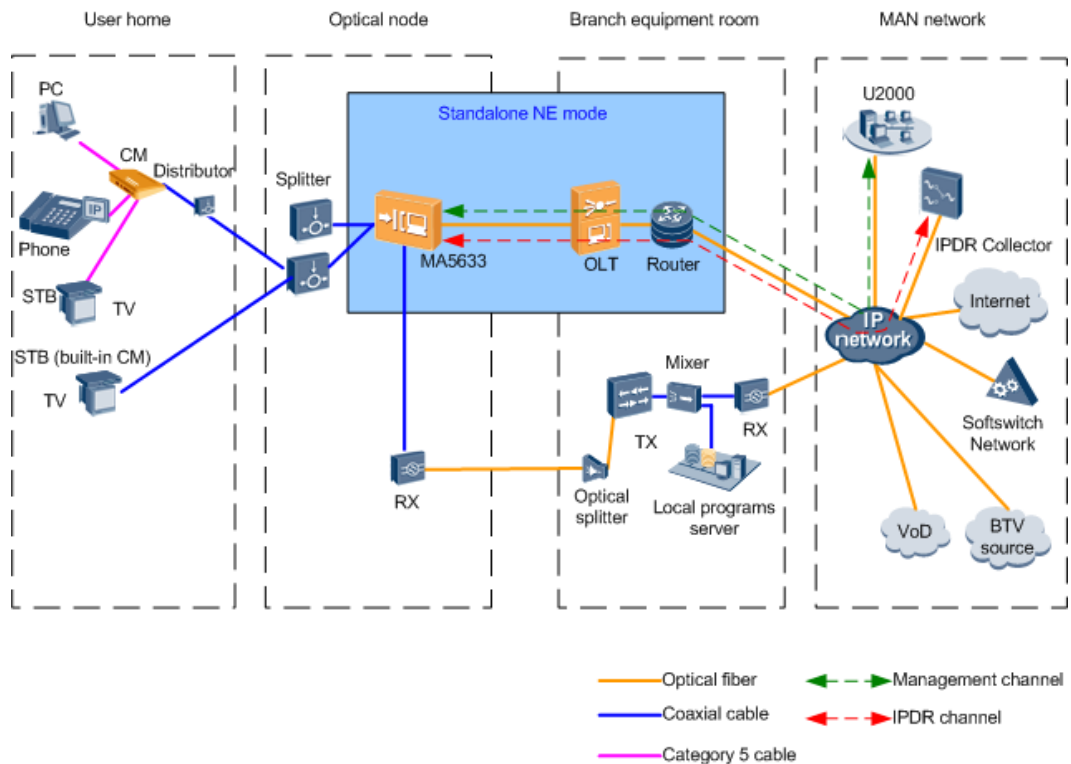 User home
Optical node
Branch equipment room
MAN network
PC
CM
Distributor
IP
Phone
STB
TV
STB (built-in CM)
TV
Splitter
Standalone NE mode
MA5633
OLT
Router
RX
Optical
splitter
TX
Mixer
RX
Local programs
server
U2000
IPDR Collector
Internet
IP
network
Softswitch
Network
VoD
BTV
source
Optical fiber
Management channel
Coaxial cable
IPDR channel
Category 5 cable